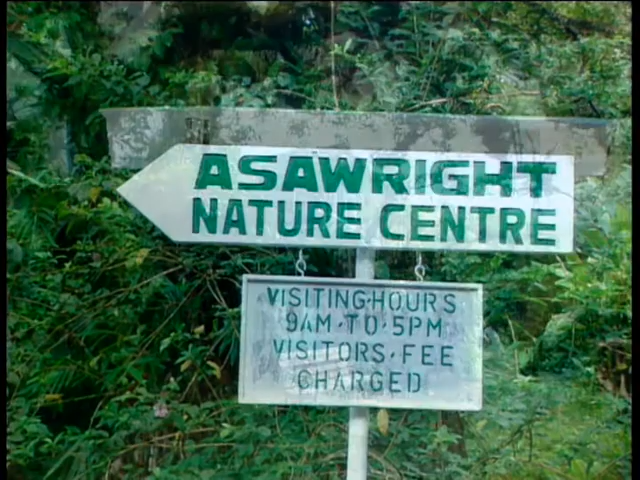 ASAWRIGHT
NATURE CENTRE
VISITING·HOURS
9AM·TO·5PM
VISITORS·FEE
CHARGED